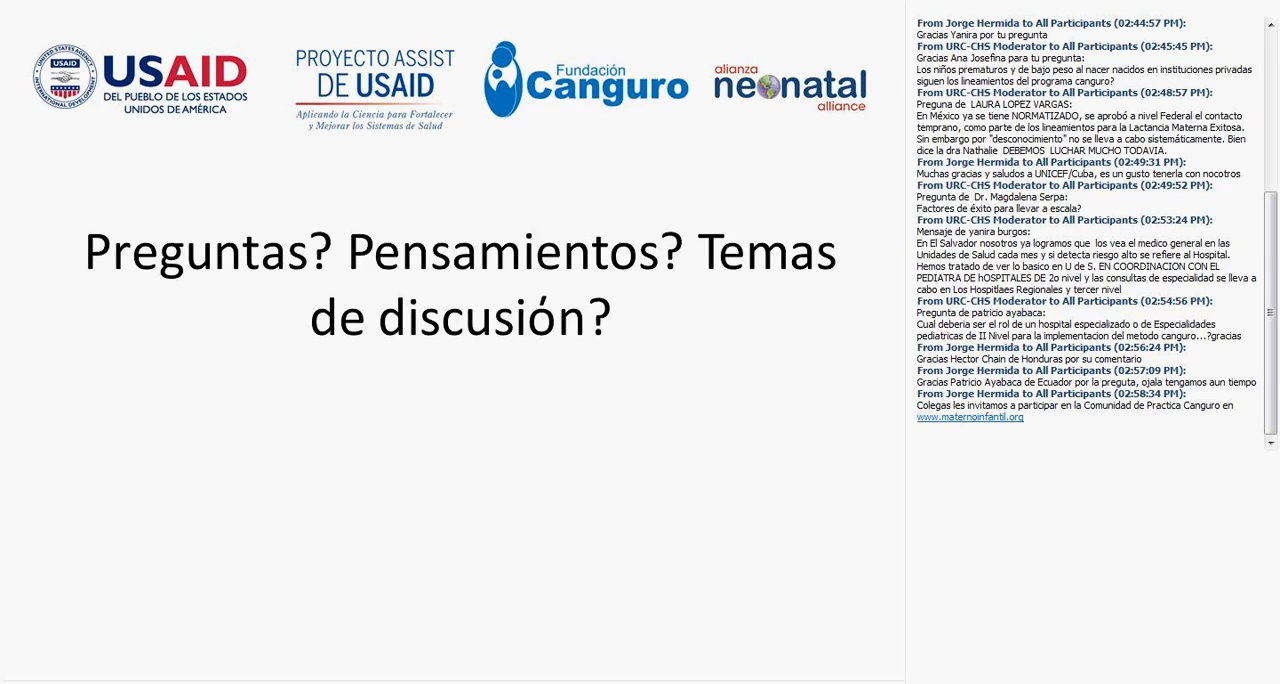 UNITED STATES AGENCY
USAID
INTERNATIONAL DEVELOPMENT
USAID
DEL PUEBLO DE LOS ESTADOS
UNIDOS DE AMÉRICA
PROYECTO ASSIST
DE USAID
Aplicando la Ciencia para Fortalecer
y Mejorar los Sistemas de Salud
Fundación
Canguro
alianza
neonatal
alliance
Preguntas? Pensamientos? Temas
de discusión?
From Jorge Hermida to All Participants (02:44:57 PM):
Gracias Yanira por tu pregunta
From URC-CHS Moderator to All Participants (02:45:45 PM):
Gracias Ana Josefina para tu pregunta:
Los niños prematuros y de bajo peso al nacer nacidos en instituciones privadas
siguen los lineamientos del programa canguro?
From URC-CHS Moderator to All Participants (02:48:57 PM):
Preguna de  LAURA LOPEZ VARGAS:
En México ya se tiene NORMATIZADO, se aprobó a nivel Federal el contacto
temprano, como parte de los lineamientos para la Lactancia Materna Exitosa.
Sin embargo por "desconocimiento" no se lleva a cabo sistemáticamente. Bien
dice la dra Nathalie  DEBEMOS  LUCHAR MUCHO TODAVIA.
From Jorge Hermida to All Participants (02:49:31 PM):
Muchas gracias y saludos a UNICEF/Cuba, es un gusto tenerla con nocotros
From URC-CHS Moderator to All Participants (02:49:52 PM):
Pregunta de  Dr. Magdalena Serpa:
Factores de éxito para llevar a escala?
From URC-CHS Moderator to All Participants (02:53:24 PM):
Mensaje de yanira burgos:
En El Salvador nosotros ya logramos que  los vea el medico general en las
Unidades de Salud cada mes y si detecta riesgo alto se refiere al Hospital.
Hemos tratado de ver lo basico en U de S. EN COORDINACION CON EL
PEDIATRA DE hOSPITALES DE 2o nivel y las consultas de especialidad se lleva a
cabo en Los Hospitlaes Regionales y tercer nivel
From URC-CHS Moderator to All Participants (02:54:56 PM):
Pregunta de patricio ayabaca:
Cual deberia ser el rol de un hospital especializado o de Especialidades
pediatricas de II Nivel para la implementacion del metodo canguro...?gracias
From Jorge Hermida to All Participants (02:56:24 PM):
Gracias Hector Chain de Honduras por su comentario
From Jorge Hermida to All Participants (02:57:09 PM):
Gracias Patricio Ayabaca de Ecuador por la preguta, ojala tengamos aun tiempo
From Jorge Hermida to All Participants (02:58:34 PM):
Colegas les invitamos a participar en la Comunidad de Practica Canguro en
www.maternoinfantil.org